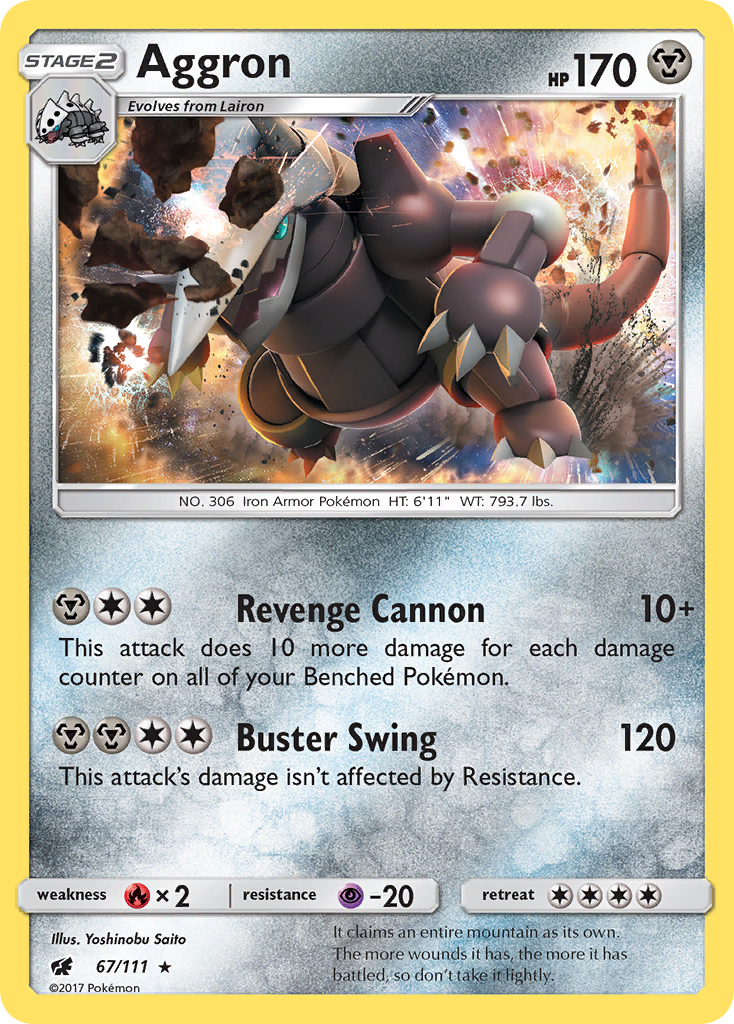 STAGE2
Aggron
HP 170
Evolves from Lairon
NO. 306 Iron Armor Pokémon HT: 6'11" WT: 793.7 lbs.
Revenge Cannon 10+
This attack does 10 more damage for each damage
counter on all of your Benched Pokémon.
Buster Swing 120
This attack's damage isn't affected by Resistance.
weakness ×2 resistance -20 retreat
Illus. Yoshinobu Saito
67/111 ★
©2017 Pokémon
It claims an entire mountain as its own.
The more wounds it has, the more it has
battled, so don't take it lightly.